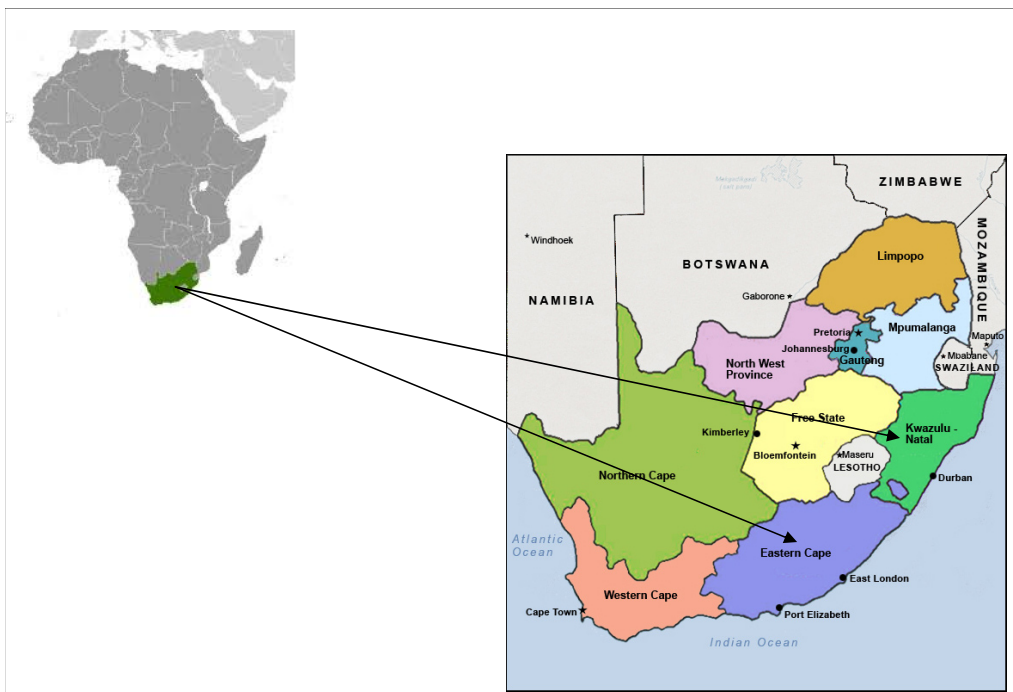 ZIMBABWE
MOZAMBIQUE
Windhoek
Limpopo
BOTSWANA
NAMIBIA
Gaborone
Pretoria
Mpumalanga
Maputo
Johannesburg
Gauteng
Mbabane
SWAZILAND
North West
Province
Free State
Kwazulu -
Natal
Kimberley
Bloemfontein
Maseru
LESOTHO
Northern Cape
Durban
Atlantic
Ocean
Eastern Cape
East London
Western Cape
Cape Town
Port Elizabeth
Indian Ocean